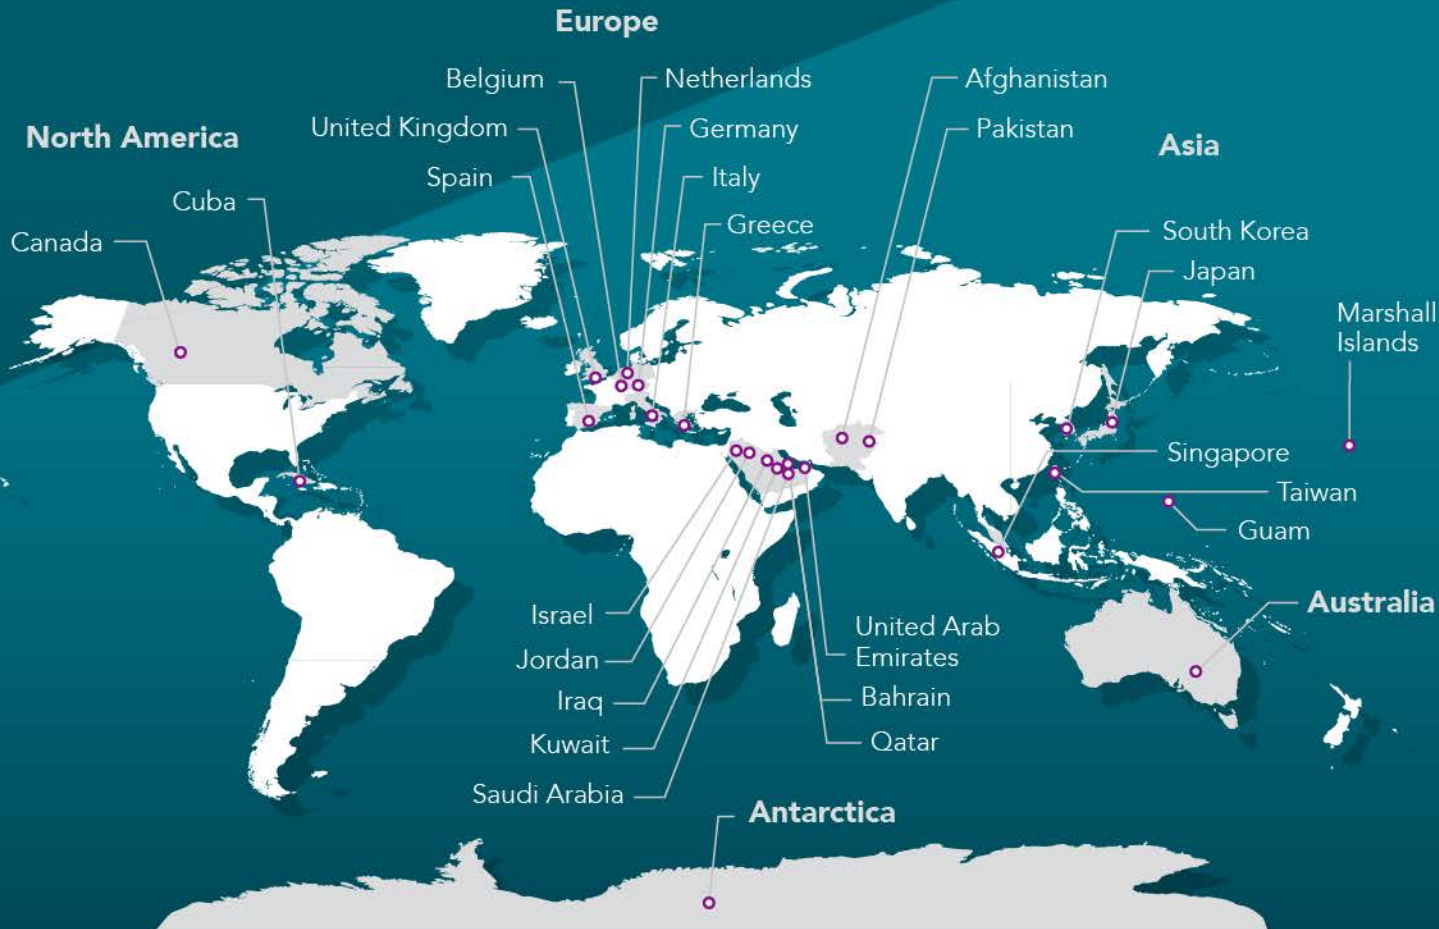 Europe
Belgium
Netherlands
Afghanistan
United Kingdom
Germany
Pakistan
North America
Asia
Spain
Italy
Cuba
Greece
Canada
South Korea
Japan
Marshall
Islands
Singapore
Taiwan
Guam
Australia
Israel
United Arab
Emirates
Jordan
Iraq
Bahrain
Kuwait
Qatar
Saudi Arabia
Antarctica